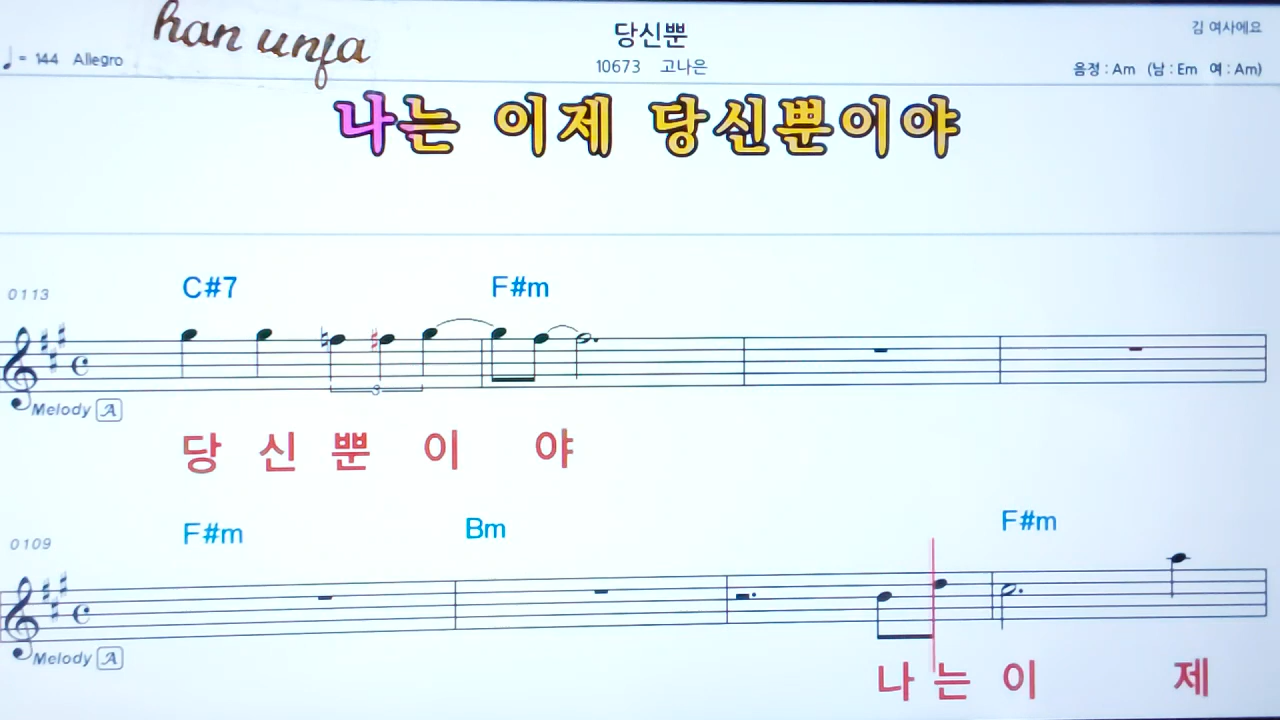 han unfa
당신뿐
김 여사에요
♩= 144 Allegro
10673 고나은
음정 : Am (남 : Em 여 : Am)
나는 이제 당신뿐이야
0113
C#7 F#m
3
Melody A
당 신 뿐 이 야
0109
F#m Bm F#m
Melody A
나 는 이 제